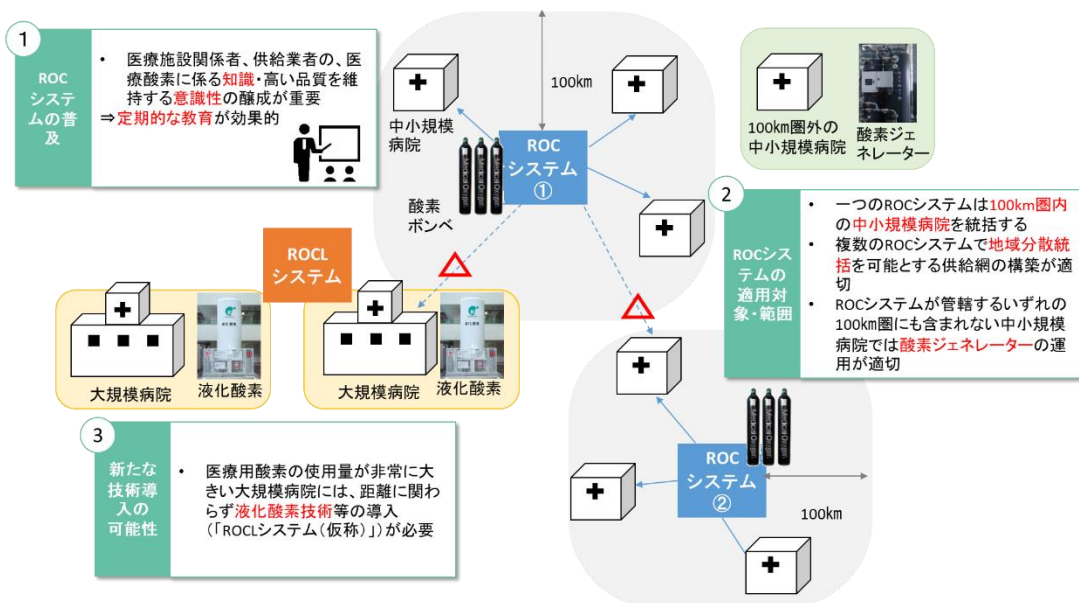 1
ROC
システ
ムの普
及
• 医療施設関係者、供給業者の、医
療酸素に係る知識・高い品質を維
持する意識性の醸成が重要
⇒定期的な教育が効果的
100km
中小規模
病院
ROC
システム
①
Medical Oxygen
Medical Oxygen
Medical Oxygen
酸素
ボンベ
100km圏外の
中小規模病院
酸素ジェ
ネレーター
2
ROCシス
テムの
適用対
象・範囲
• 一つのROCシステムは100km圏内
の中小規模病院を統括する
• 複数のROCシステムで地域分散統
括を可能とする供給網の構築が適
切
• ROCシステムが管轄するいずれの
100km圏にも含まれない中小規模
病院では酸素ジェネレーターの運
用が適切
ROCL
システム
大規模病院
液化酸素
大規模病院
液化酸素
3
新たな
技術導
入の
可能性
• 医療用酸素の使用量が非常に大
きい大規模病院には、距離に関わ
らず液化酸素技術等の導入
(「ROCLシステム(仮称)」)が必要
Medical Oxygen
Medical Oxygen
Medical Oxygen
ROC
システム
②
100km